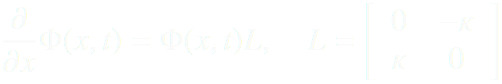 ∂/∂x Φ(x, t) = Φ(x, t)L,  L = [ 0 −κ ; κ 0 ]